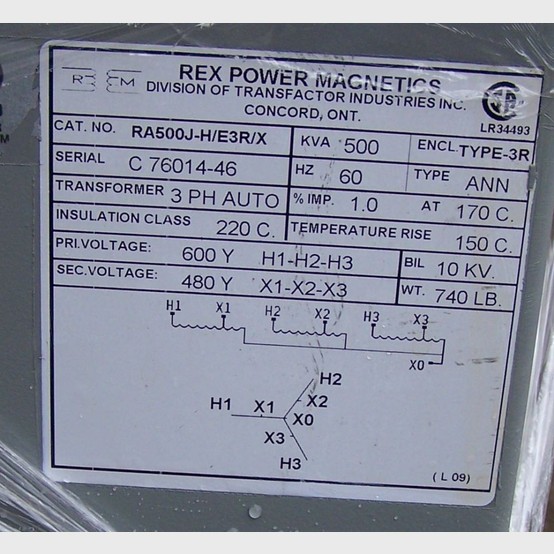 REX POWER MAGNETICS
DIVISION OF TRANSFACTOR INDUSTRIES INC.
CONCORD, ONT.
LR34493
CAT. NO. RA500J-H/E3R/X KVA 500 ENCL. TYPE-3R
SERIAL C 76014-46 HZ 60 TYPE ANN
TRANSFORMER 3 PH AUTO % IMP. 1.0 AT 170 C.
INSULATION CLASS 220 C. TEMPERATURE RISE 150 C.
PRI.VOLTAGE: 600 Y H1-H2-H3 BIL 10 KV.
SEC.VOLTAGE: 480 Y X1-X2-X3 WT. 740 LB.
H1 X1 H2 X2 H3 X3
X0
H2
H1 X1 X2
X0
X3
H3
( L 09)